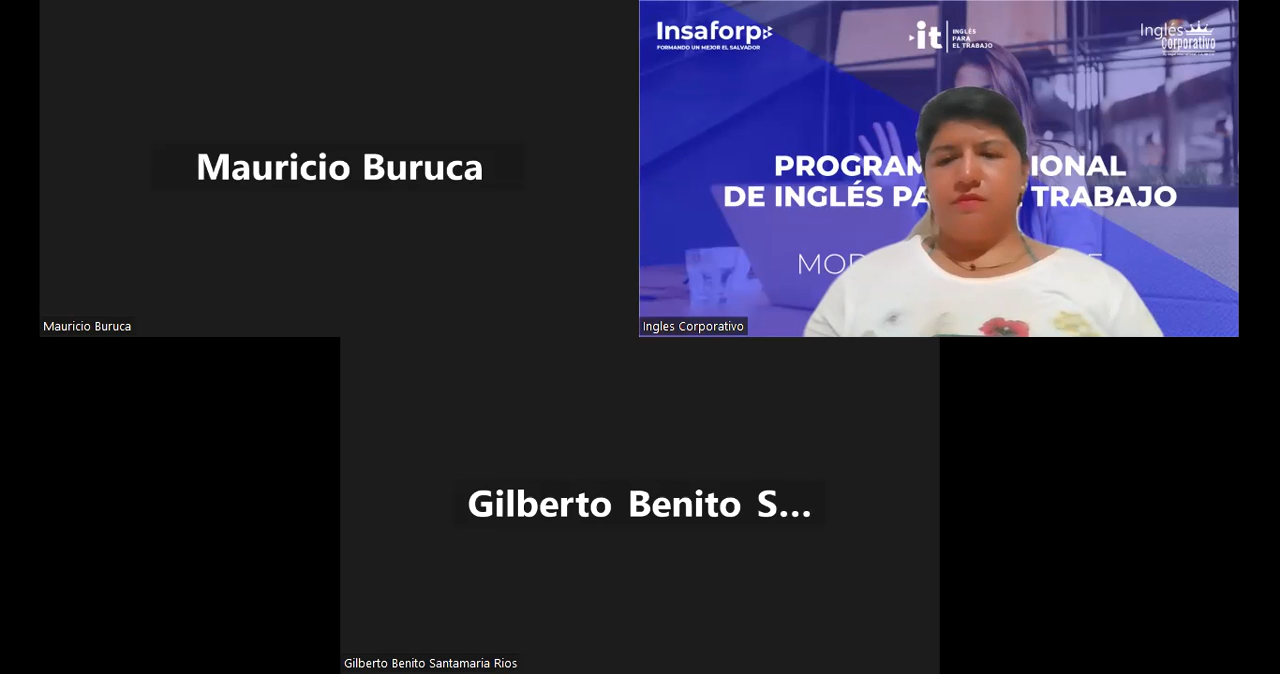 Mauricio Buruca
Mauricio Buruca
Insaforp
FORMANDO UN MEJOR EL SALVADOR
it
INGLÉS
PARA
EL TRABAJO
Inglés
Corporativo
PROGRAM IONAL
DE INGLÉS PA TRABAJO
MOD E
Ingles Corporativo
Gilberto Benito S...
Gilberto Benito Santamaria Rios